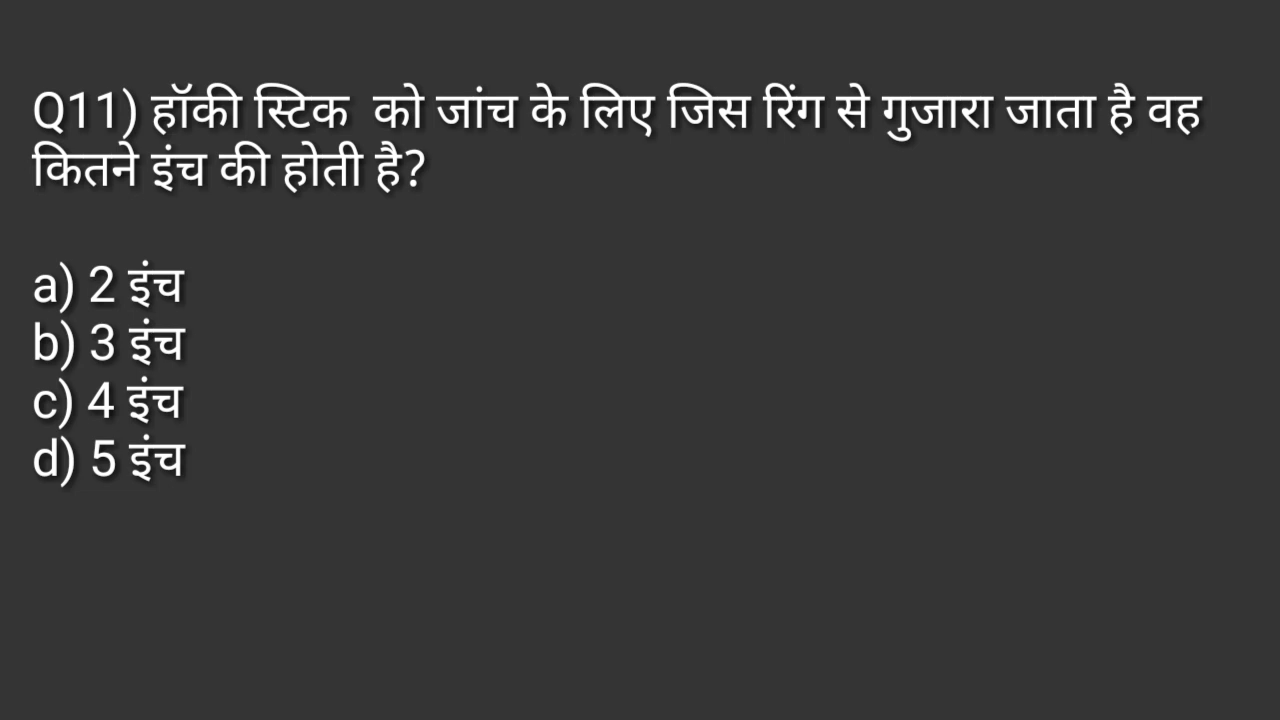 Q11) हॉकी स्टिक  को जांच के लिए जिस रिंग से गुजारा जाता है वह
कितने इंच की होती है?
a) 2 इंच
b) 3 इंच
c) 4 इंच
d) 5 इंच